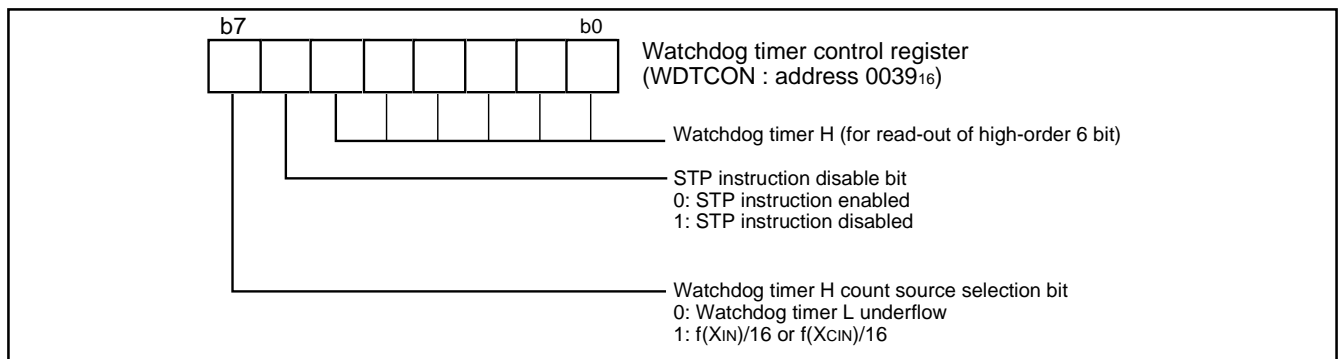 b7 b0
Watchdog timer control register
(WDTCON : address 003916)
Watchdog timer H (for read-out of high-order 6 bit)
STP instruction disable bit
0: STP instruction enabled
1: STP instruction disabled
Watchdog timer H count source selection bit
0: Watchdog timer L underflow
1: f(XIN)/16 or f(XCIN)/16